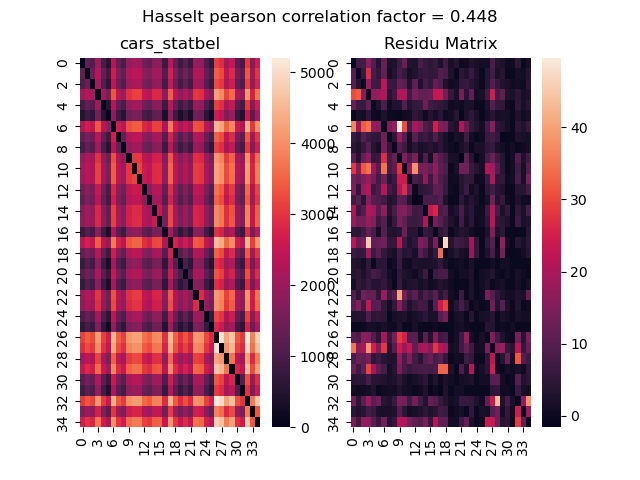 Hasselt pearson correlation factor = 0.448
cars_statbel
Residu Matrix
0 2 4 6 8 10 12 14 16 18 20 22 24 26 28 30 32 34
0 3 6 9 12 15 18 21 24 27 30 33
5000
4000
3000
2000
1000
0
0 2 4 6 8 10 12 14 16 18 20 22 24 26 28 30 32 34
0 3 6 9 12 15 18 21 24 27 30 33
40
30
20
10
0